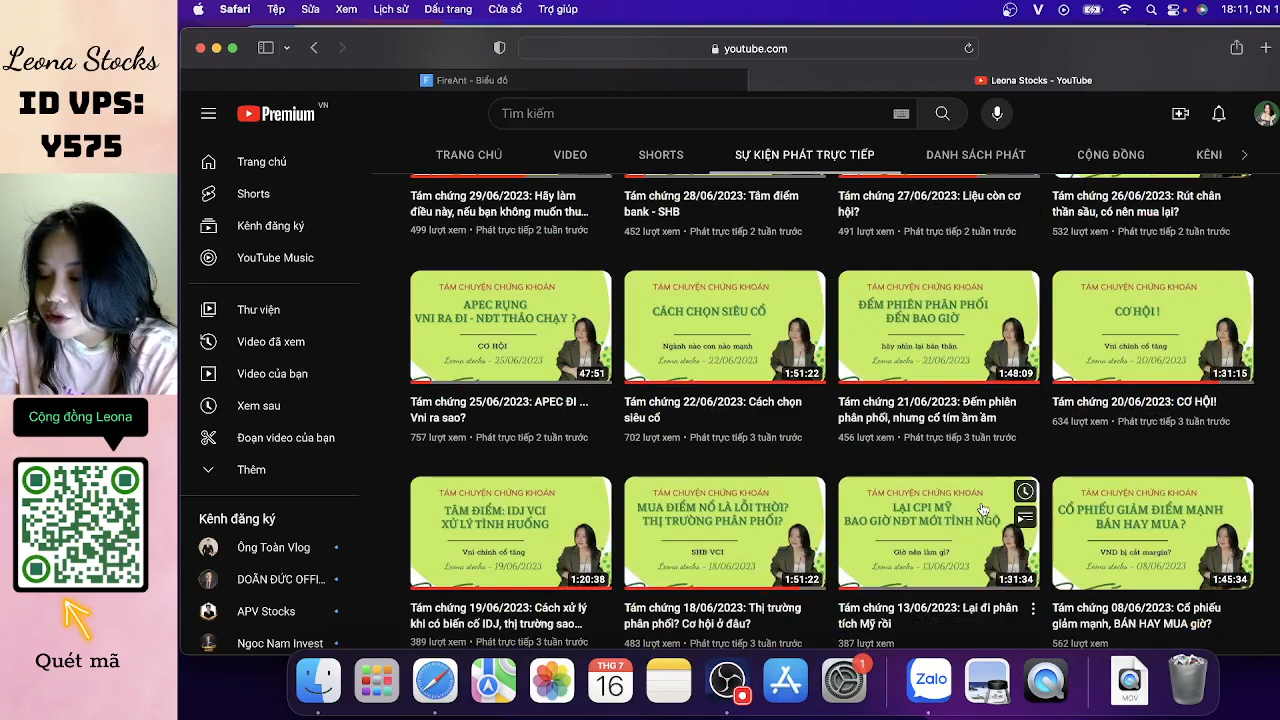 Safari Tệp Sửa Xem Lịch sử Dấu trang Cửa sổ Trợ giúp
18:11, CN 1
Leona Stocks
ID VPS:
Y575
Cộng đồng Leona
Quét mã
youtube.com
FireAnt - Biểu đồ
Leona Stocks - YouTube
Premium VN
Tìm kiếm
Trang chủ
Shorts
Kênh đăng ký
YouTube Music
Thư viện
Video đã xem
Video của bạn
Xem sau
Đoạn video của bạn
Thêm
Kênh đăng ký
Ông Toàn Vlog
DOÃN ĐỨC OFFI...
APV Stocks
Ngoc Nam Invest
TRANG CHỦ VIDEO SHORTS SỰ KIỆN PHÁT TRỰC TIẾP DANH SÁCH PHÁT CỘNG ĐỒNG KÊNI
Tám chứng 29/06/2023: Hãy làm
điều này, nếu bạn không muốn thu...
499 lượt xem • Phát trực tiếp 2 tuần trước
Tám chứng 28/06/2023: Tâm điểm
bank - SHB
452 lượt xem • Phát trực tiếp 2 tuần trước
Tám chứng 27/06/2023: Liệu còn cơ
hội?
491 lượt xem • Phát trực tiếp 2 tuần trước
Tám chứng 26/06/2023: Rút chân
thần sầu, có nên mua lại?
532 lượt xem • Phát trực tiếp 2 tuần trước
TÁM CHUYỆN CHỨNG KHOÁN
APEC RỤNG
VNI RA ĐI - NĐT THÁO CHẠY ?
CƠ HỘI
Leona stocks - 25/06/2023
47:51
Tám chứng 25/06/2023: APEC ĐI ...
Vni ra sao?
757 lượt xem • Phát trực tiếp 2 tuần trước
TÁM CHUYỆN CHỨNG KHOÁN
CÁCH CHỌN SIÊU CỔ
Ngành nào con nào mạnh
Leona stocks - 22/06/2023
1:51:22
Tám chứng 22/06/2023: Cách chọn
siêu cổ
702 lượt xem • Phát trực tiếp 3 tuần trước
TÁM CHUYỆN CHỨNG KHOÁN
ĐẾM PHIÊN PHÂN PHỐI
ĐẾN BAO GIỜ
hãy nhìn lại bản thân
Leona stocks - 21/06/2023
1:48:09
Tám chứng 21/06/2023: Đếm phiên
phân phối, nhưng cổ tím ầm ầm
456 lượt xem • Phát trực tiếp 3 tuần trước
TÁM CHUYỆN CHỨNG KHOÁN
CƠ HỘI !
Vni chỉnh cổ tăng
Leona stocks - 20/06/2023
1:31:15
Tám chứng 20/06/2023: CƠ HỘI!
634 lượt xem • Phát trực tiếp 3 tuần trước
TÁM CHUYỆN CHỨNG KHOÁN
TÂM ĐIỂM: IDJ VCI
XỬ LÝ TÌNH HUỐNG
Vni chỉnh cổ tăng
Leona stocks - 19/06/2023
1:20:38
Tám chứng 19/06/2023: Cách xử lý
khi có biến cố IDJ, thị trường sao...
389 lượt xem • Phát trực tiếp 3 tuần trước
TÁM CHUYỆN CHỨNG KHOÁN
MUA ĐIỂM NỔ LÀ LỖI THỜI?
THỊ TRƯỜNG PHÂN PHỐI?
SHB VCI
Leona stocks - 18/06/2023
1:51:22
Tám chứng 18/06/2023: Thị trường
phân phối? Cơ hội ở đâu?
483 lượt xem • Phát trực tiếp 3 tuần trước
TÁM CHUYỆN CHỨNG KHOÁN
LẠI CPI MỸ
BAO GIỜ NĐT MỚI TỈNH NGỘ
Giờ nên làm gì?
Leona stocks - 13/06/2023
1:31:34
Tám chứng 13/06/2023: Lại đi phân
tích Mỹ rồi
387 lượt xem
TÁM CHUYỆN CHỨNG KHOÁN
CỔ PHIẾU GIẢM ĐIỂM MẠNH
BÁN HAY MUA ?
VND bị cắt margin?
Leona stocks - 08/06/2023
1:45:34
Tám chứng 08/06/2023: Cổ phiếu
giảm mạnh, BÁN HAY MUA giờ?
562 lượt xem
THG 7
16
1
Zalo
MOV